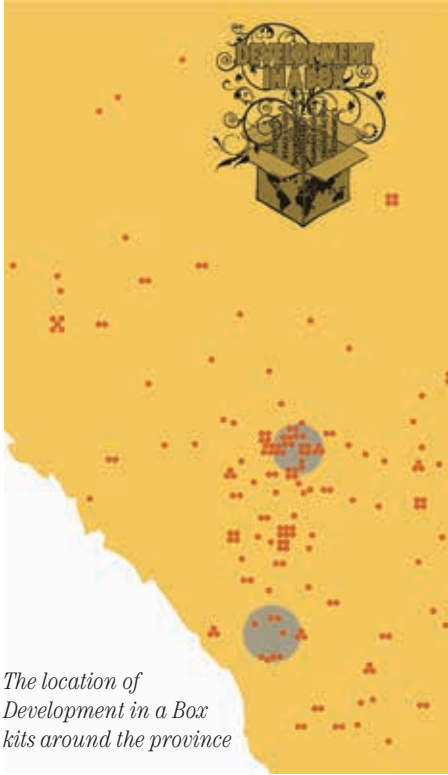 DEVELOPMENT
IN A BOX
The location of
Development in a Box
kits around the province